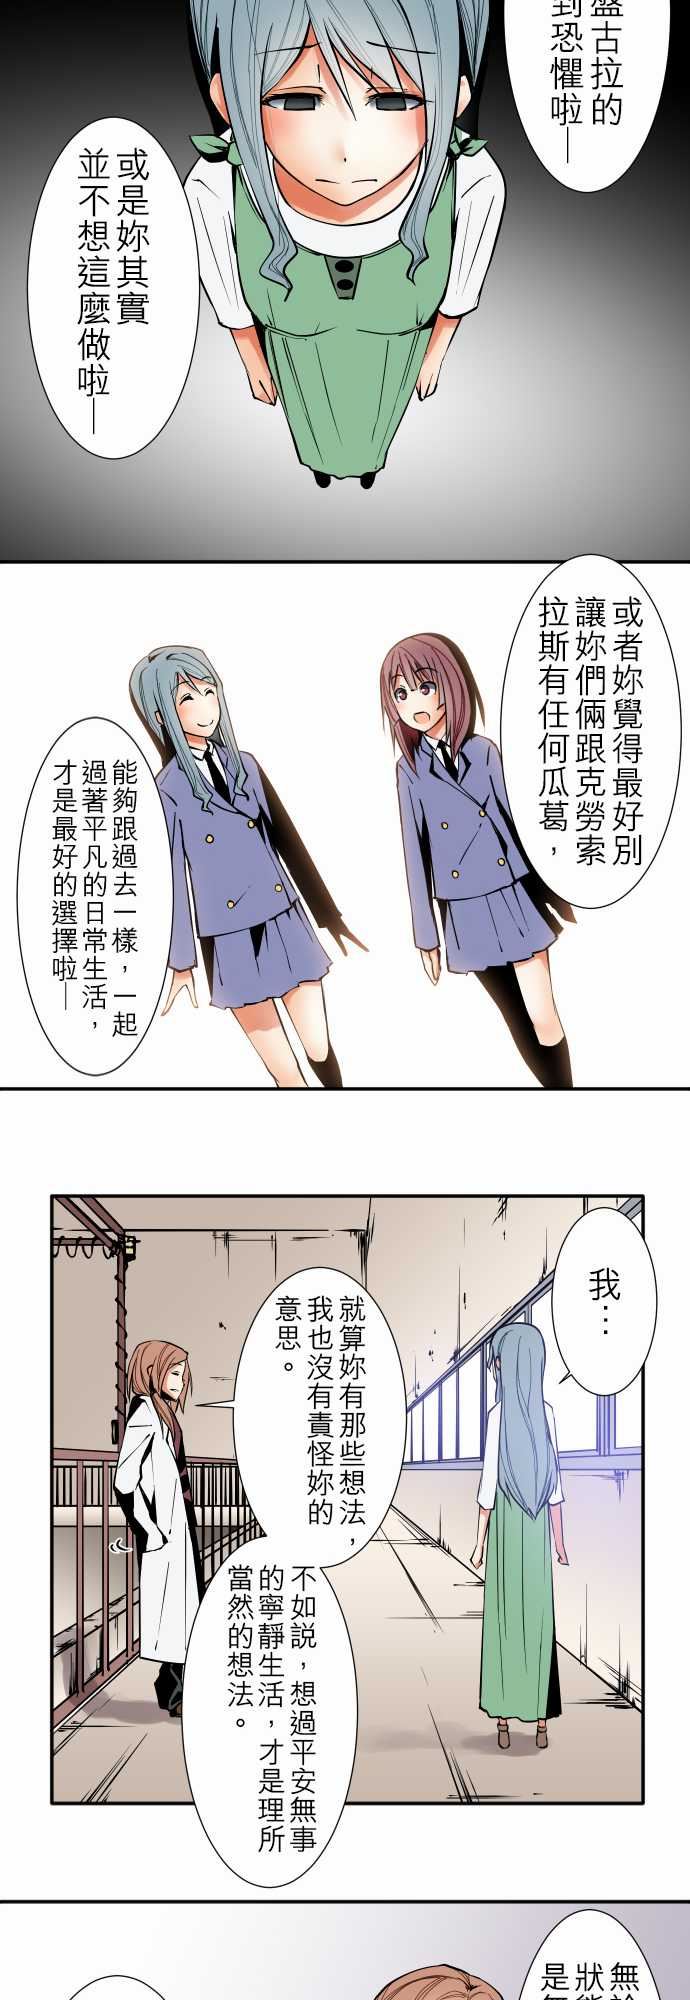 盤古拉的
到恐懼啦—
或是妳其實
並不想這麼做啦—
或者妳覺得最好別
讓妳們倆跟克勞索
拉斯有任何瓜葛，
能夠跟過去一樣，一起
過著平凡的日常生活，
才是最好的選擇啦—
我…
就算妳有那些想法，
我也沒有責怪妳的
意思。
不如說，想過平安無事
的寧靜生活，才是理所
當然的想法。
無論
狀態
是無